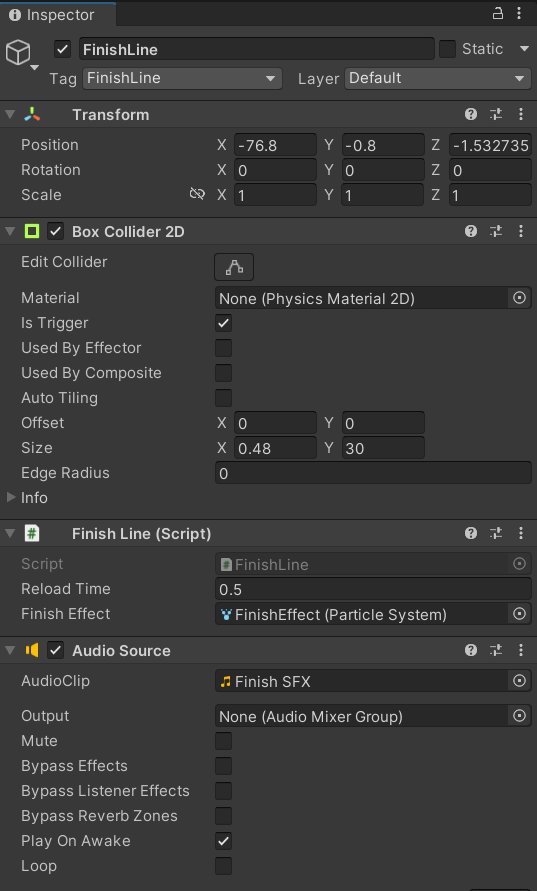 Inspector
FinishLine Static
Tag FinishLine Layer Default
Transform
Position X -76.8 Y -0.8 Z -1.532735
Rotation X 0 Y 0 Z 0
Scale X 1 Y 1 Z 1
Box Collider 2D
Edit Collider
Material None (Physics Material 2D)
Is Trigger
Used By Effector
Used By Composite
Auto Tiling
Offset X 0 Y 0
Size X 0.48 Y 30
Edge Radius 0
Info
# Finish Line (Script)
Script # FinishLine
Reload Time 0.5
Finish Effect FinishEffect (Particle System)
Audio Source
AudioClip Finish SFX
Output None (Audio Mixer Group)
Mute
Bypass Effects
Bypass Listener Effects
Bypass Reverb Zones
Play On Awake
Loop